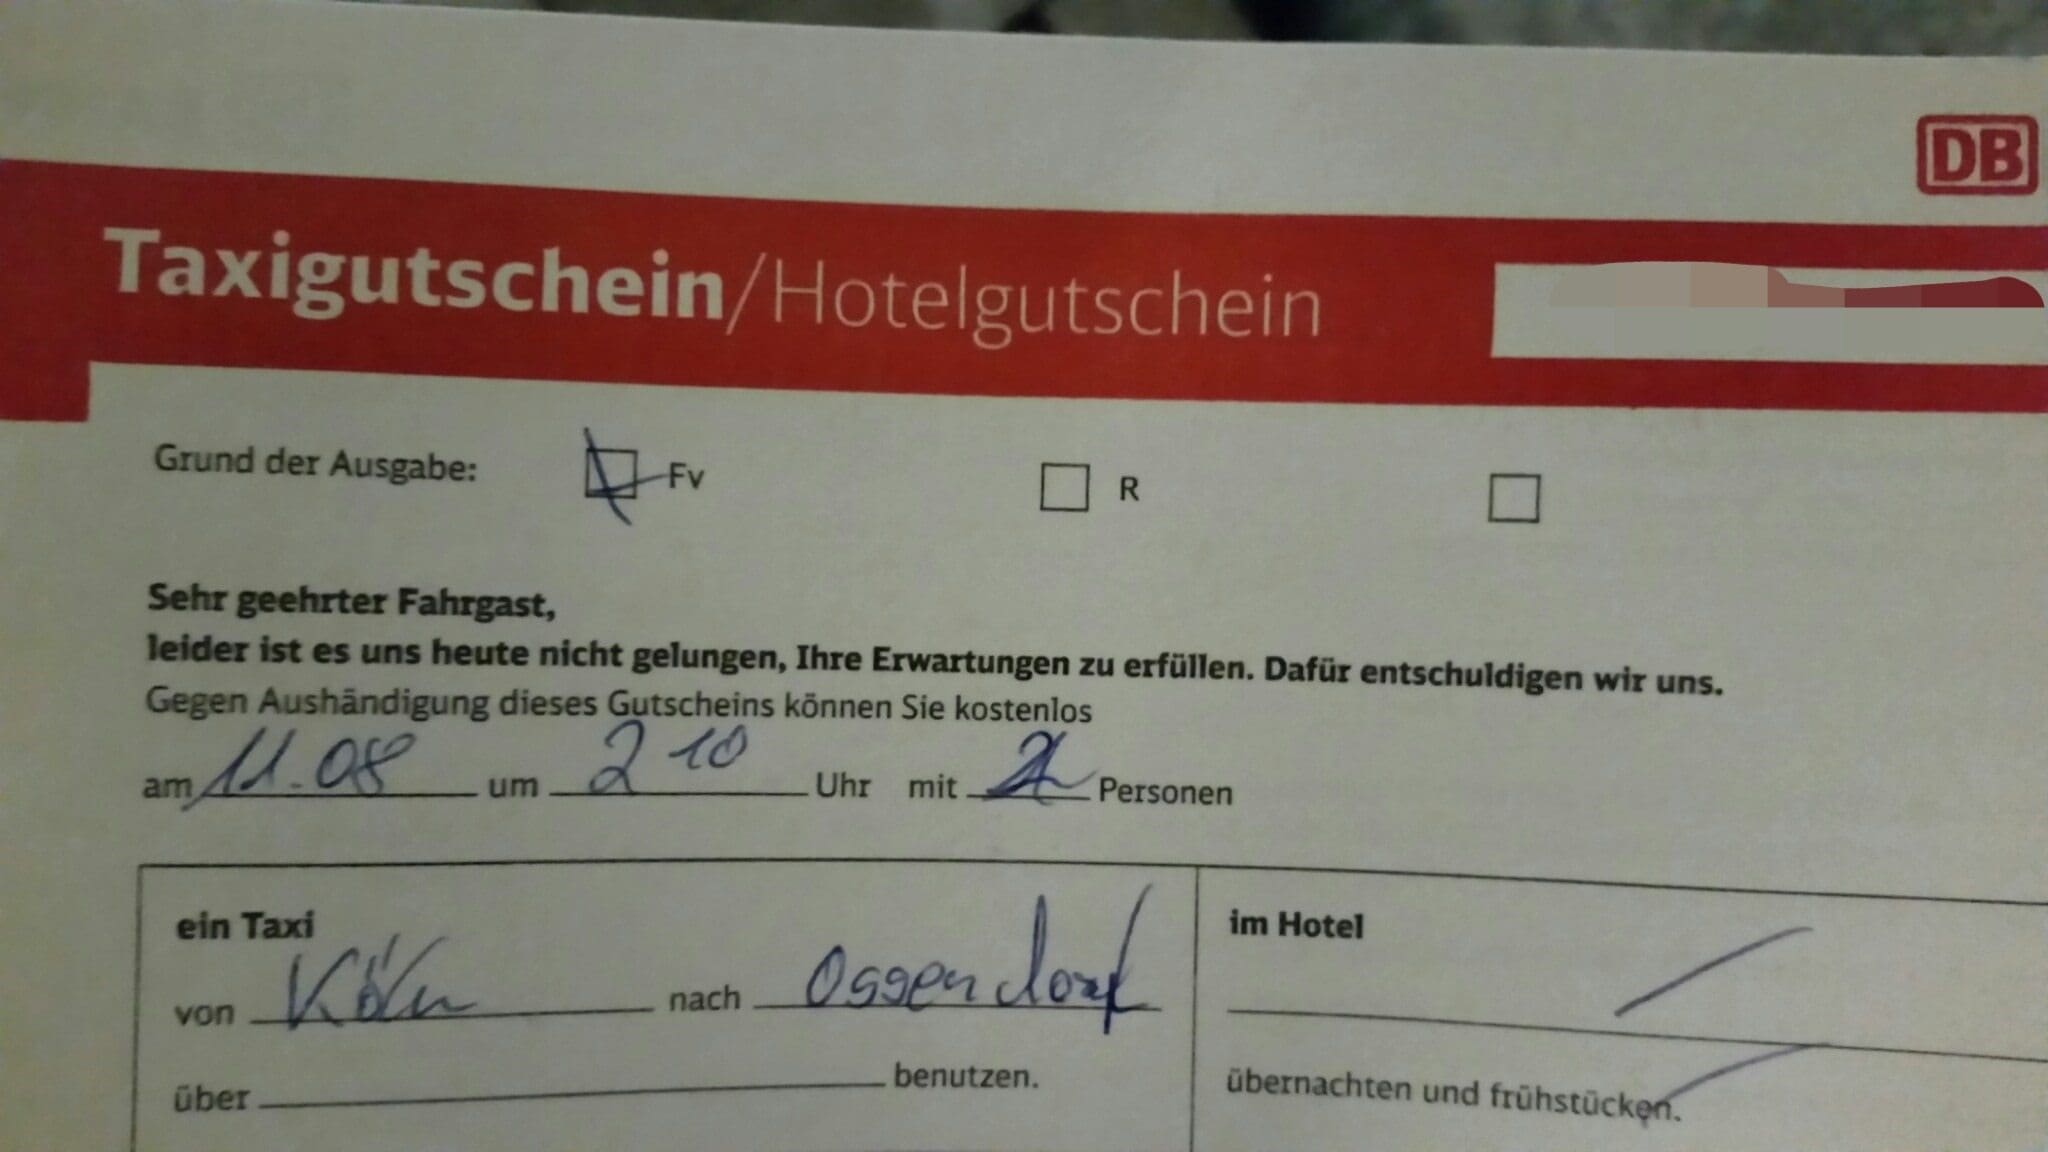 DB
Taxigutschein/Hotelgutschein
Grund der Ausgabe: Fv R
Sehr geehrter Fahrgast,
leider ist es uns heute nicht gelungen, Ihre Erwartungen zu erfüllen. Dafür entschuldigen wir uns.
Gegen Aushändigung dieses Gutscheins können Sie kostenlos
am 11.08 um 2 10 Uhr mit Personen
ein Taxi
von Köln nach Ossendorf
über benutzen.
im Hotel
übernachten und frühstücken.